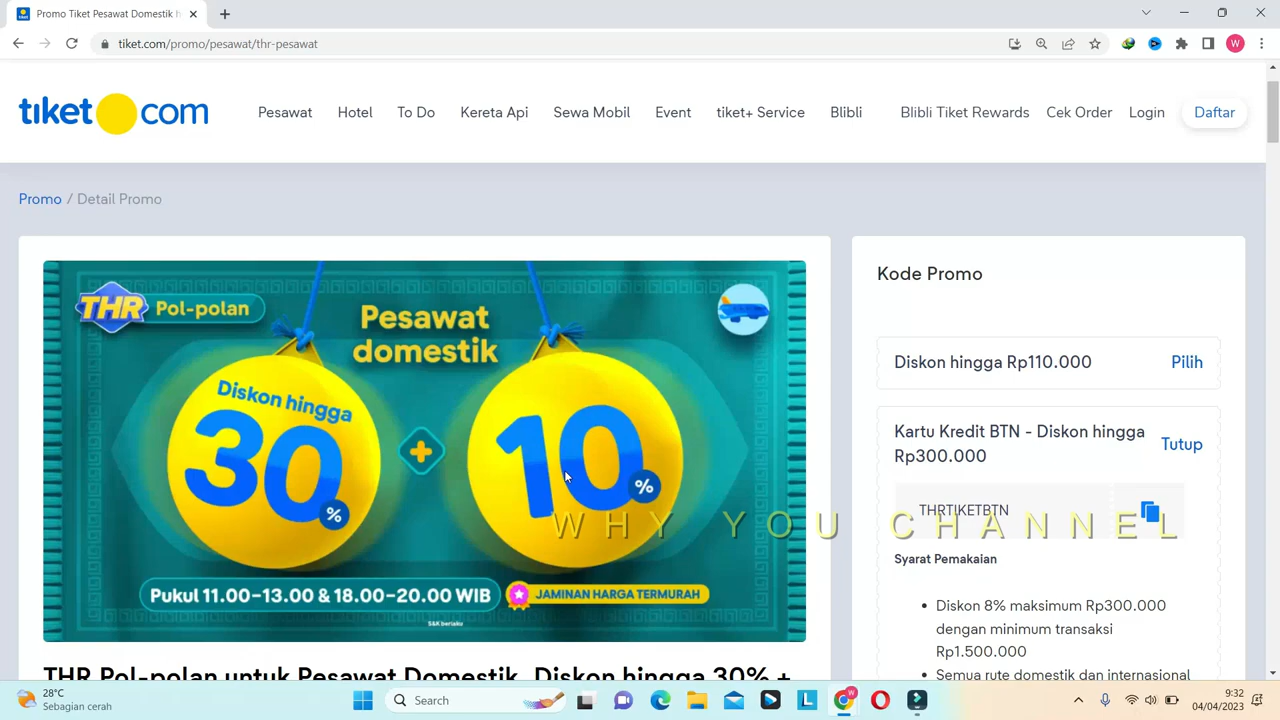 Promo Tiket Pesawat Domestik h
tiket.com/promo/pesawat/thr-pesawat
W
tiket com
Pesawat
Hotel
To Do
Kereta Api
Sewa Mobil
Event
tiket+ Service
Blibli
Blibli Tiket Rewards
Cek Order
Login
Daftar
Promo / Detail Promo
THR Pol-polan
Pesawat
domestik
Diskon hingga
30%
+
10%
Pukul 11.00-13.00 & 18.00-20.00 WIB
JAMINAN HARGA TERMURAH
S&K berlaku
THR Pol-polan untuk Pesawat Domestik, Diskon hingga 30% +
Kode Promo
Diskon hingga Rp110.000
Pilih
Kartu Kredit BTN - Diskon hingga
Rp300.000
Tutup
THRTIKETBTN
WHY YOU CHANNEL
Syarat Pemakaian
• Diskon 8% maksimum Rp300.000
dengan minimum transaksi
Rp1.500.000
• Semua rute domestik dan internasional
28°C
Sebagian cerah
Search
9:32
04/04/2023